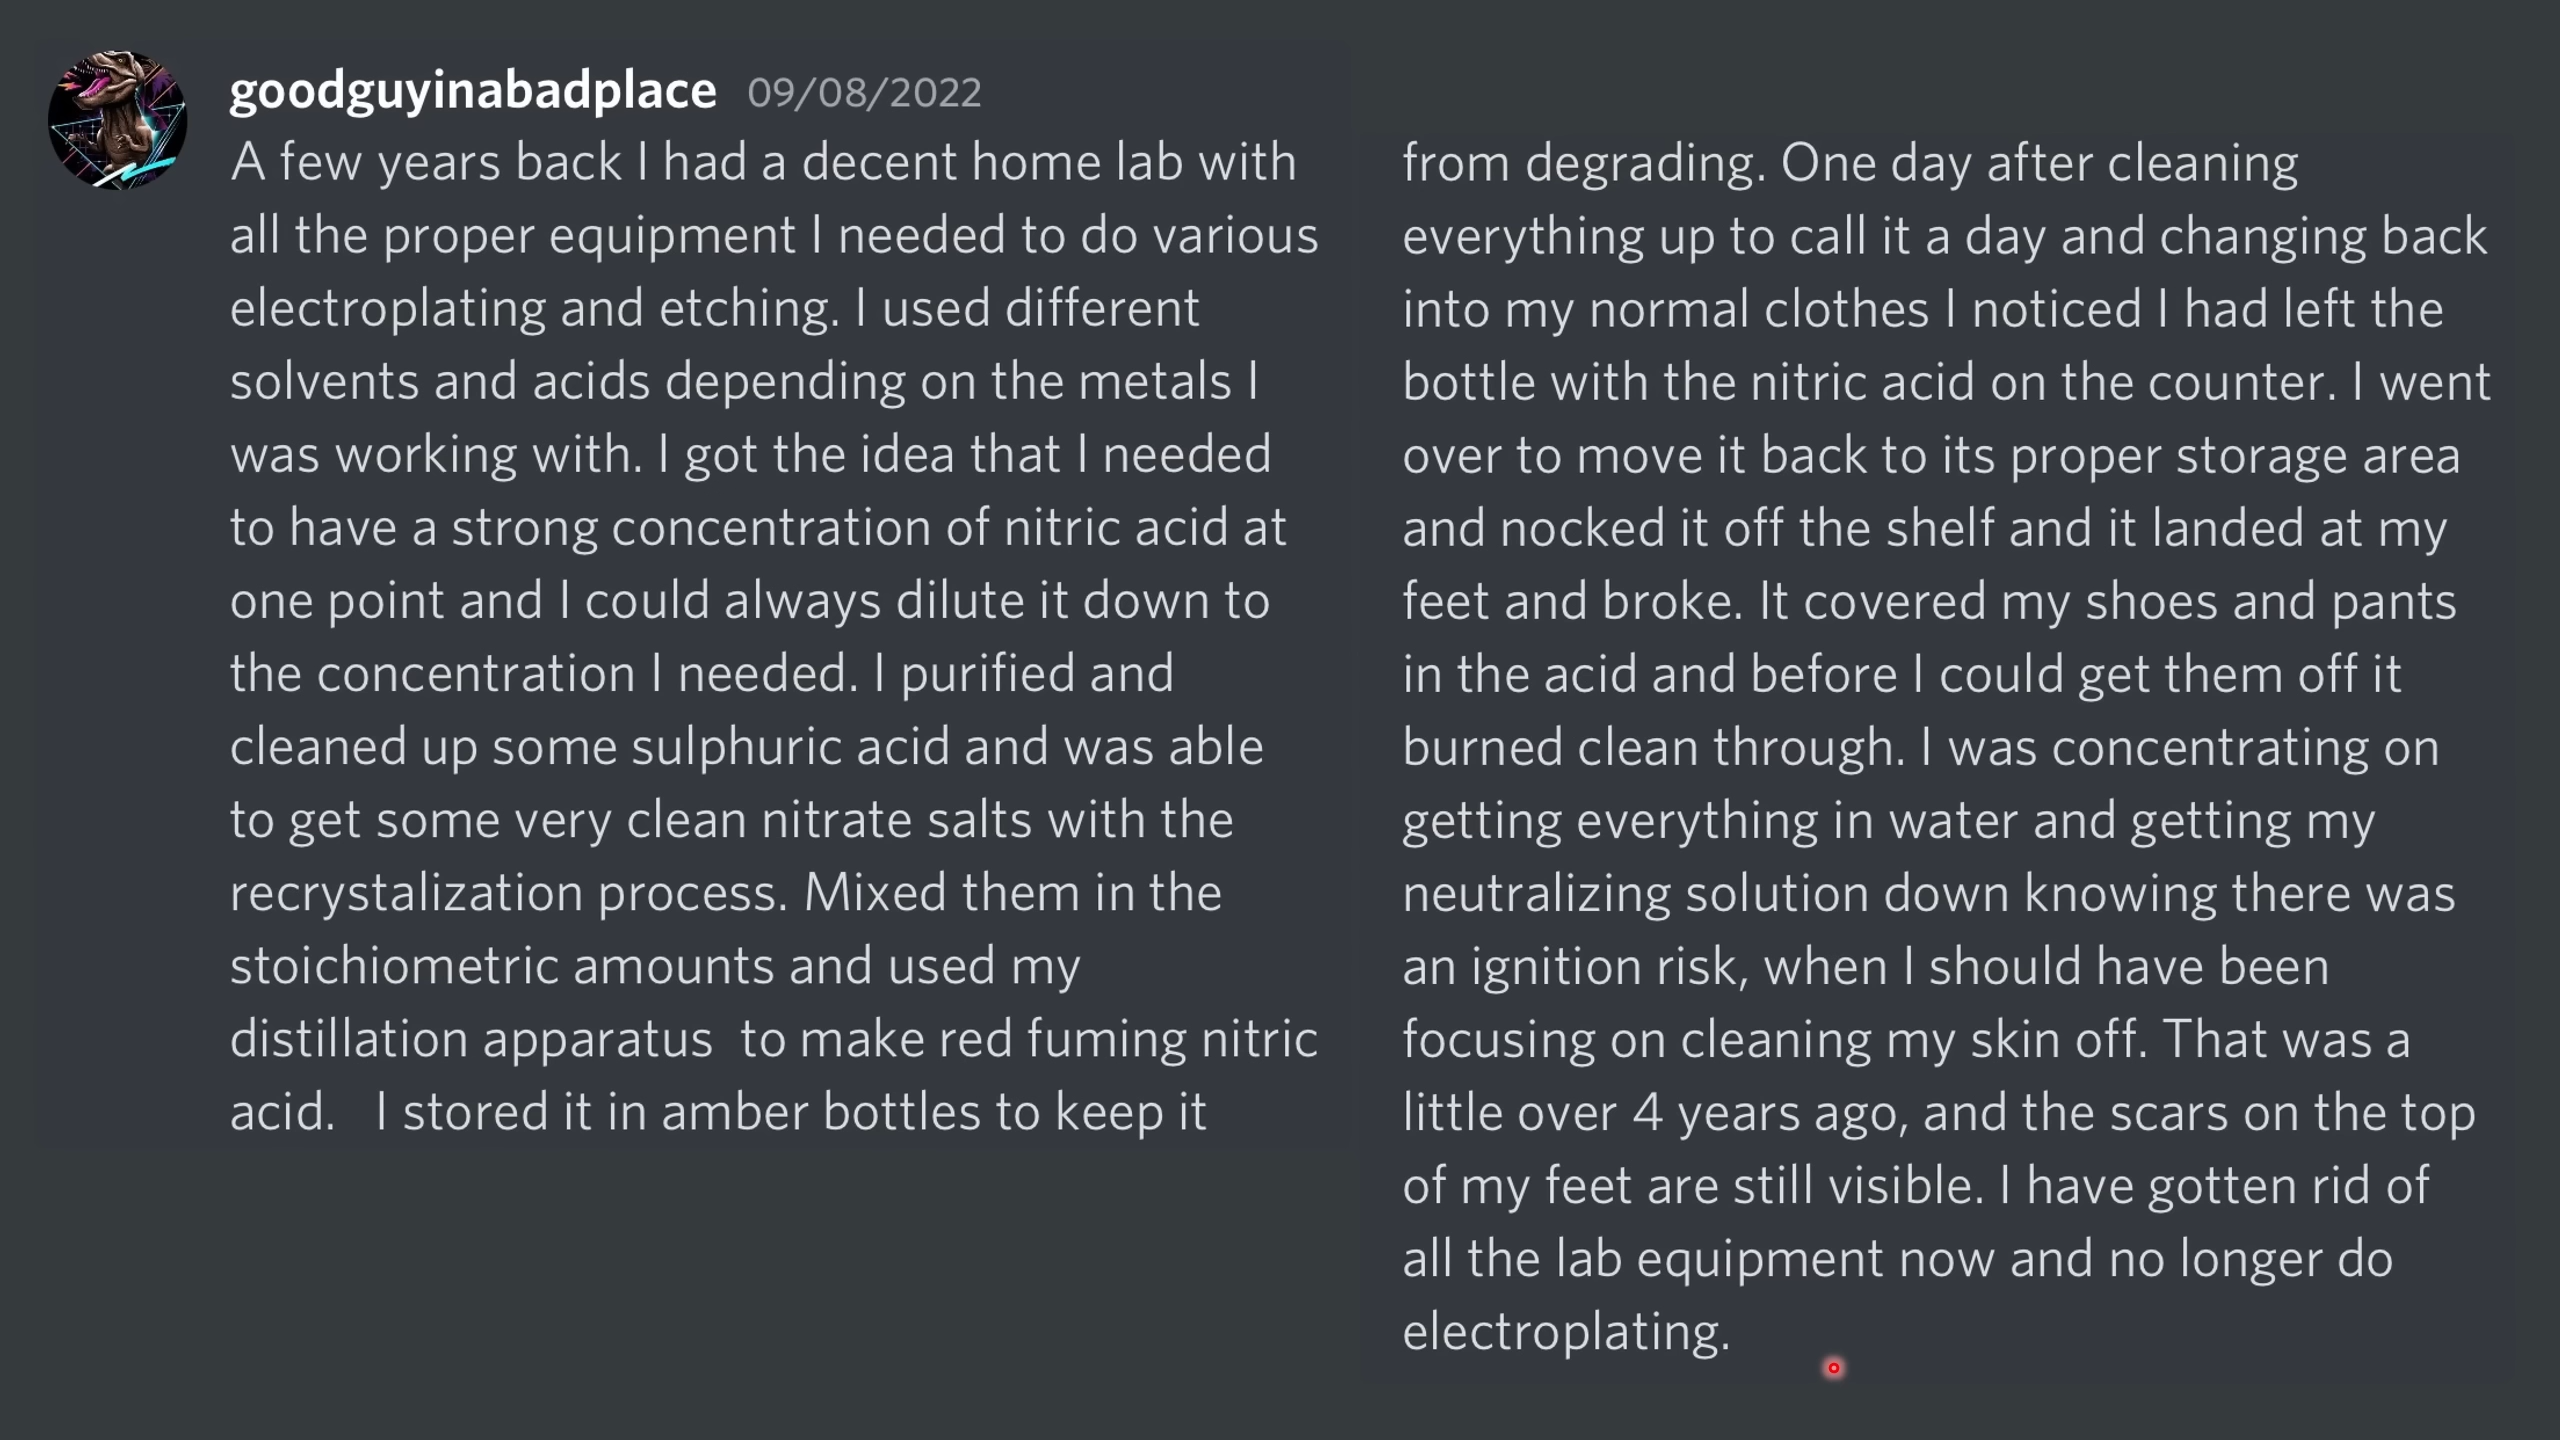 goodguyinabadplace 09/08/2022
A few years back I had a decent home lab with
all the proper equipment I needed to do various
electroplating and etching. I used different
solvents and acids depending on the metals I
was working with. I got the idea that I needed
to have a strong concentration of nitric acid at
one point and I could always dilute it down to
the concentration I needed. I purified and
cleaned up some sulphuric acid and was able
to get some very clean nitrate salts with the
recrystalization process. Mixed them in the
stoichiometric amounts and used my
distillation apparatus  to make red fuming nitric
acid.   I stored it in amber bottles to keep it
from degrading. One day after cleaning
everything up to call it a day and changing back
into my normal clothes I noticed I had left the
bottle with the nitric acid on the counter. I went
over to move it back to its proper storage area
and nocked it off the shelf and it landed at my
feet and broke. It covered my shoes and pants
in the acid and before I could get them off it
burned clean through. I was concentrating on
getting everything in water and getting my
neutralizing solution down knowing there was
an ignition risk, when I should have been
focusing on cleaning my skin off. That was a
little over 4 years ago, and the scars on the top
of my feet are still visible. I have gotten rid of
all the lab equipment now and no longer do
electroplating.